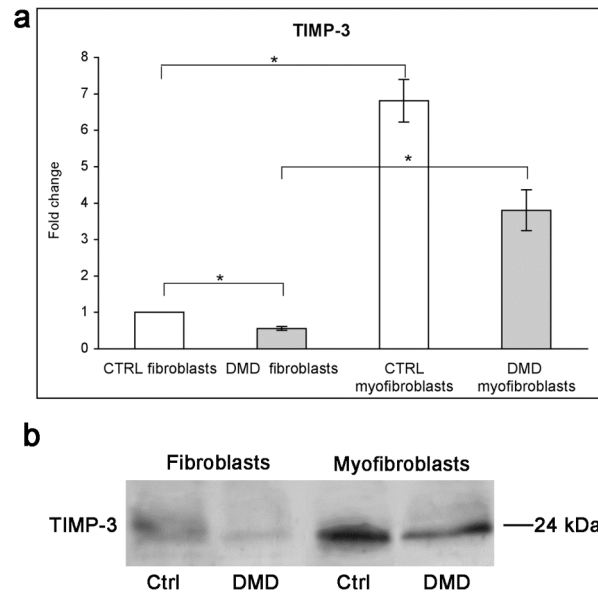 a
TIMP-3
Fold change
8
7
6
5
4
3
2
1
0
*
*
*
CTRL fibroblasts
DMD fibroblasts
CTRL
myofibroblasts
DMD
myofibroblasts
b
Fibroblasts Myofibroblasts
TIMP-3
24 kDa
Ctrl DMD Ctrl DMD